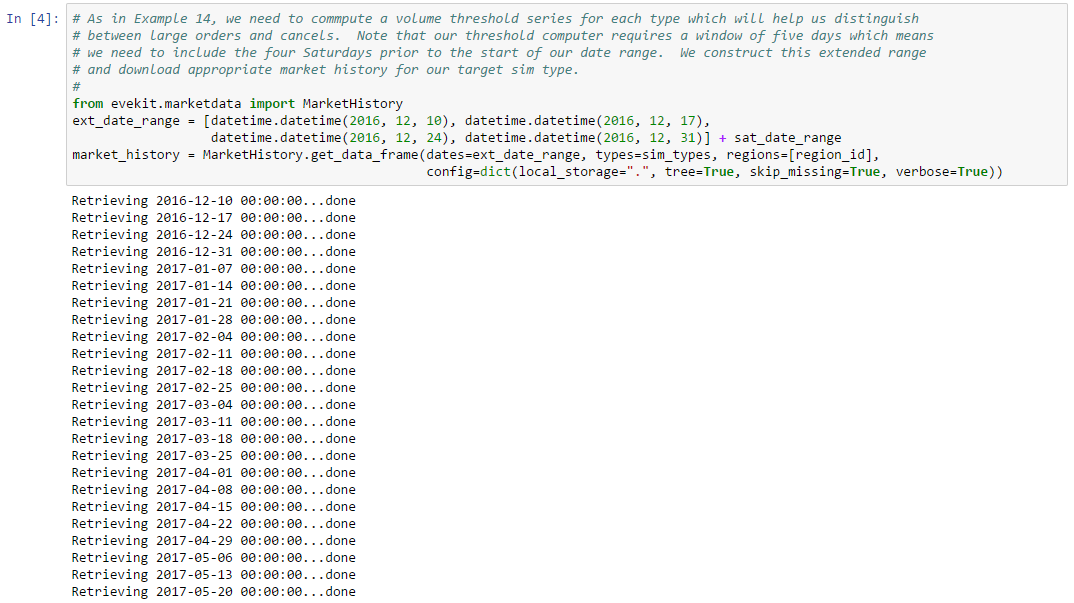 In [4]: # As in Example 14, we need to commpute a volume threshold series for each type which will help us distinguish
# between large orders and cancels.  Note that our threshold computer requires a window of five days which means
# we need to include the four Saturdays prior to the start of our date range.  We construct this extended range
# and download appropriate market history for our target sim type.
#
from evekit.marketdata import MarketHistory
ext_date_range = [datetime.datetime(2016, 12, 10), datetime.datetime(2016, 12, 17),
datetime.datetime(2016, 12, 24), datetime.datetime(2016, 12, 31)] + sat_date_range
market_history = MarketHistory.get_data_frame(dates=ext_date_range, types=sim_types, regions=[region_id],
config=dict(local_storage=".", tree=True, skip_missing=True, verbose=True))
Retrieving 2016-12-10 00:00:00...done
Retrieving 2016-12-17 00:00:00...done
Retrieving 2016-12-24 00:00:00...done
Retrieving 2016-12-31 00:00:00...done
Retrieving 2017-01-07 00:00:00...done
Retrieving 2017-01-14 00:00:00...done
Retrieving 2017-01-21 00:00:00...done
Retrieving 2017-01-28 00:00:00...done
Retrieving 2017-02-04 00:00:00...done
Retrieving 2017-02-11 00:00:00...done
Retrieving 2017-02-18 00:00:00...done
Retrieving 2017-02-25 00:00:00...done
Retrieving 2017-03-04 00:00:00...done
Retrieving 2017-03-11 00:00:00...done
Retrieving 2017-03-18 00:00:00...done
Retrieving 2017-03-25 00:00:00...done
Retrieving 2017-04-01 00:00:00...done
Retrieving 2017-04-08 00:00:00...done
Retrieving 2017-04-15 00:00:00...done
Retrieving 2017-04-22 00:00:00...done
Retrieving 2017-04-29 00:00:00...done
Retrieving 2017-05-06 00:00:00...done
Retrieving 2017-05-13 00:00:00...done
Retrieving 2017-05-20 00:00:00...done